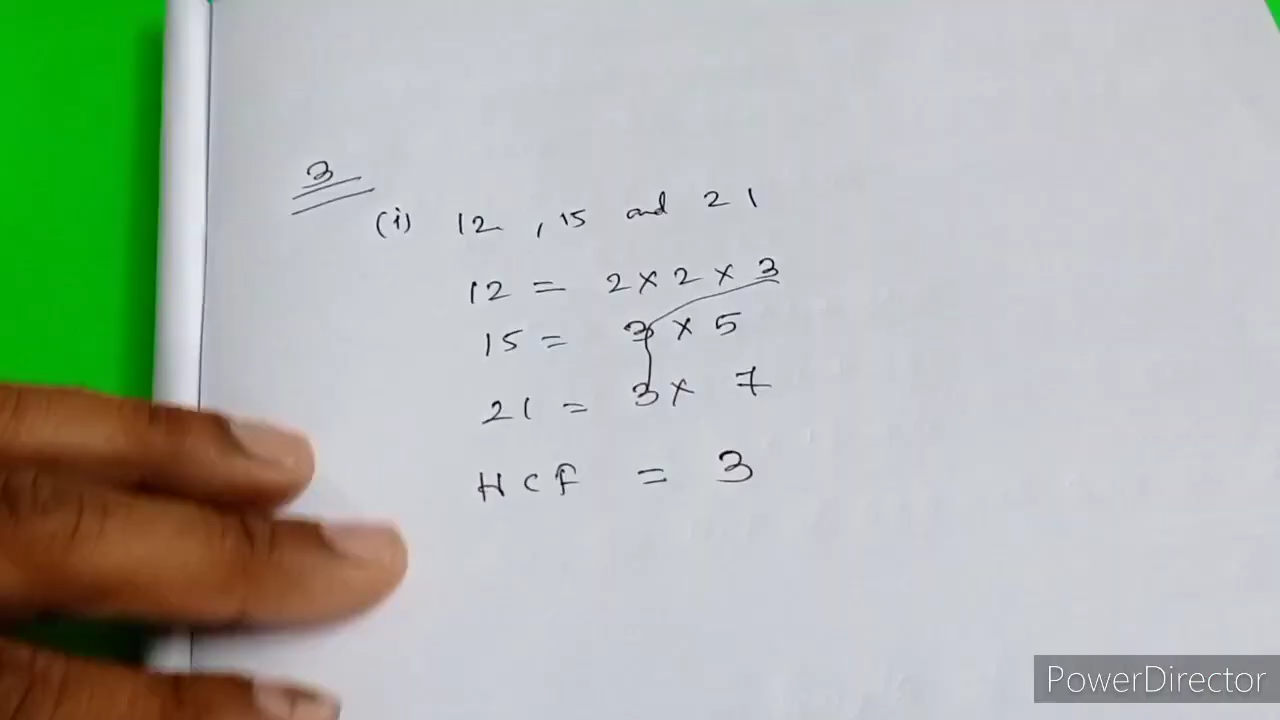 3
(i) 12, 15 and 21
12 = 2 × 2 × 3
15 = 3 × 5
21 = 3 × 7
HCF = 3
PowerDirector